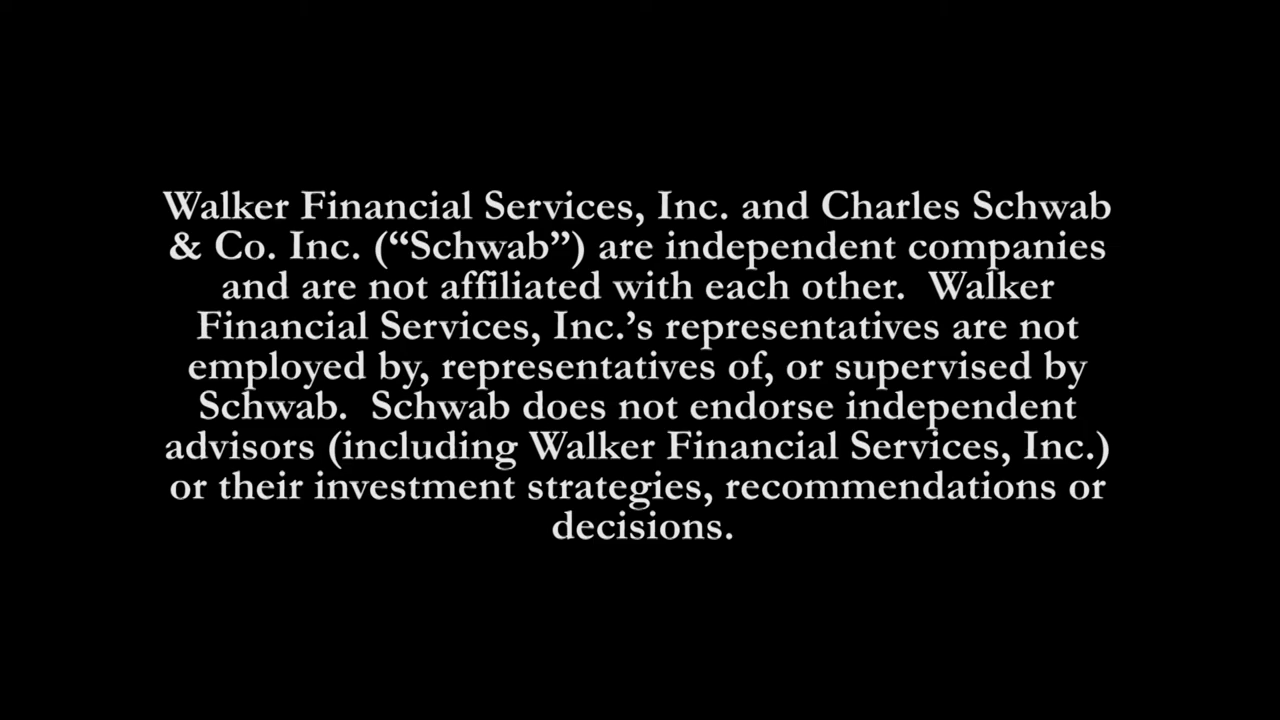 Walker Financial Services, Inc. and Charles Schwab
& Co. Inc. (“Schwab”) are independent companies
and are not affiliated with each other.  Walker
Financial Services, Inc.’s representatives are not
employed by, representatives of, or supervised by
Schwab.  Schwab does not endorse independent
advisors (including Walker Financial Services, Inc.)
or their investment strategies, recommendations or
decisions.